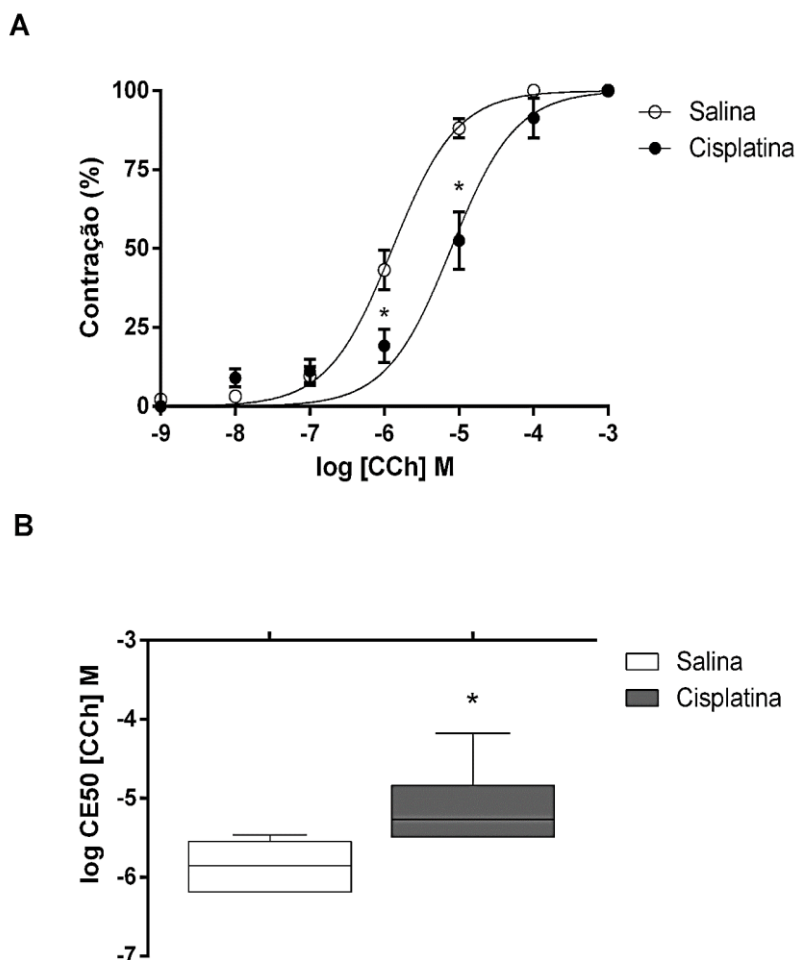 A
Contração (%)
100
75
50
25
0
-9 -8 -7 -6 -5 -4 -3
log [CCh] M
Salina
Cisplatina
*
*
B
log CE50 [CCh] M
-3
-4
-5
-6
-7
*
Salina
Cisplatina